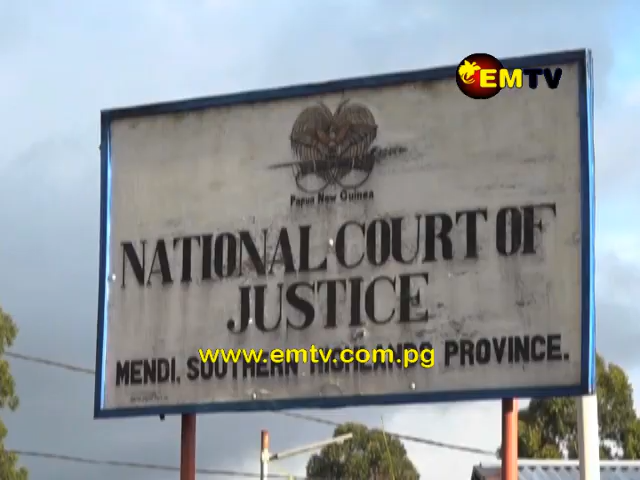 EMTV
Papua New Guinea
NATIONAL COURT OF
JUSTICE
www.emtv.com.pg
MENDI, SOUTHERN HIGHLANDS PROVINCE.